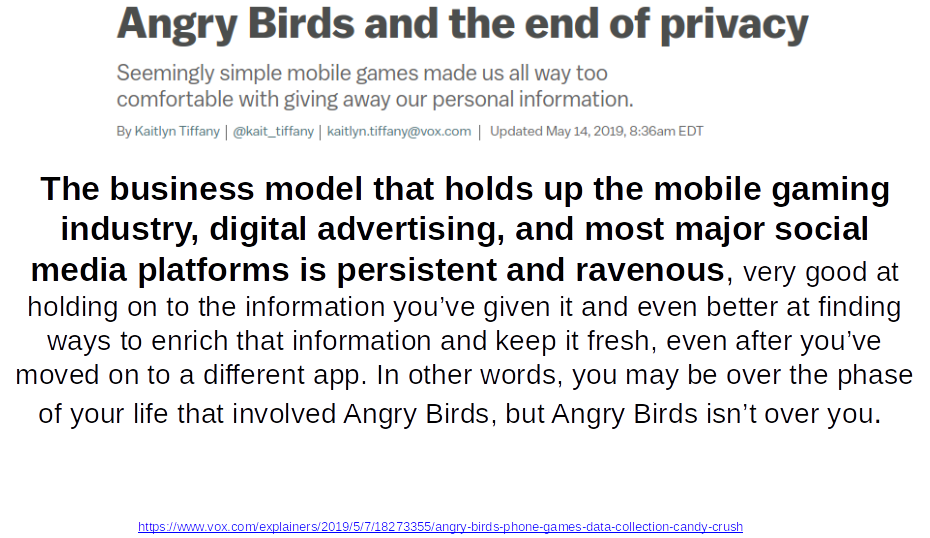 Angry Birds and the end of privacy
Seemingly simple mobile games made us all way too
comfortable with giving away our personal information.
By Kaitlyn Tiffany | @kait_tiffany | kaitlyn.tiffany@vox.com | Updated May 14, 2019, 8:36am EDT
The business model that holds up the mobile gaming
industry, digital advertising, and most major social
media platforms is persistent and ravenous, very good at
holding on to the information you’ve given it and even better at finding
ways to enrich that information and keep it fresh, even after you’ve
moved on to a different app. In other words, you may be over the phase
of your life that involved Angry Birds, but Angry Birds isn’t over you.
https://www.vox.com/explainers/2019/5/7/18273355/angry-birds-phone-games-data-collection-candy-crush